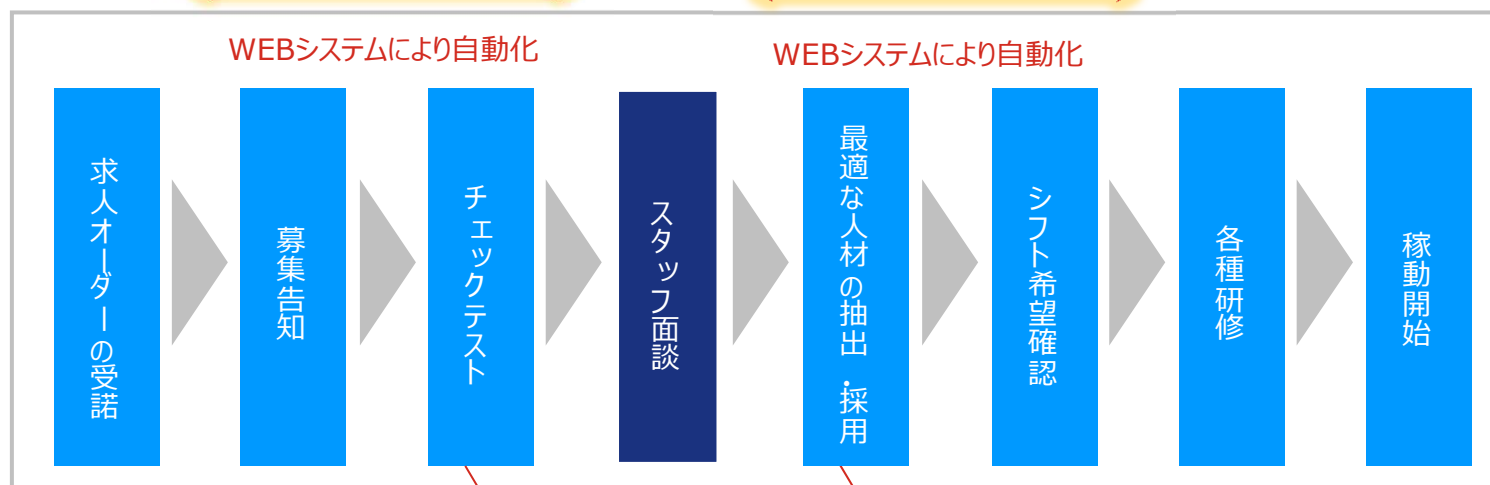 WEBシステムにより自動化
WEBシステムにより自動化
求人オーダーの受諾
募集告知
チェックテスト
スタッフ面談
最適な人材の抽出・採用
シフト希望確認
各種研修
稼動開始